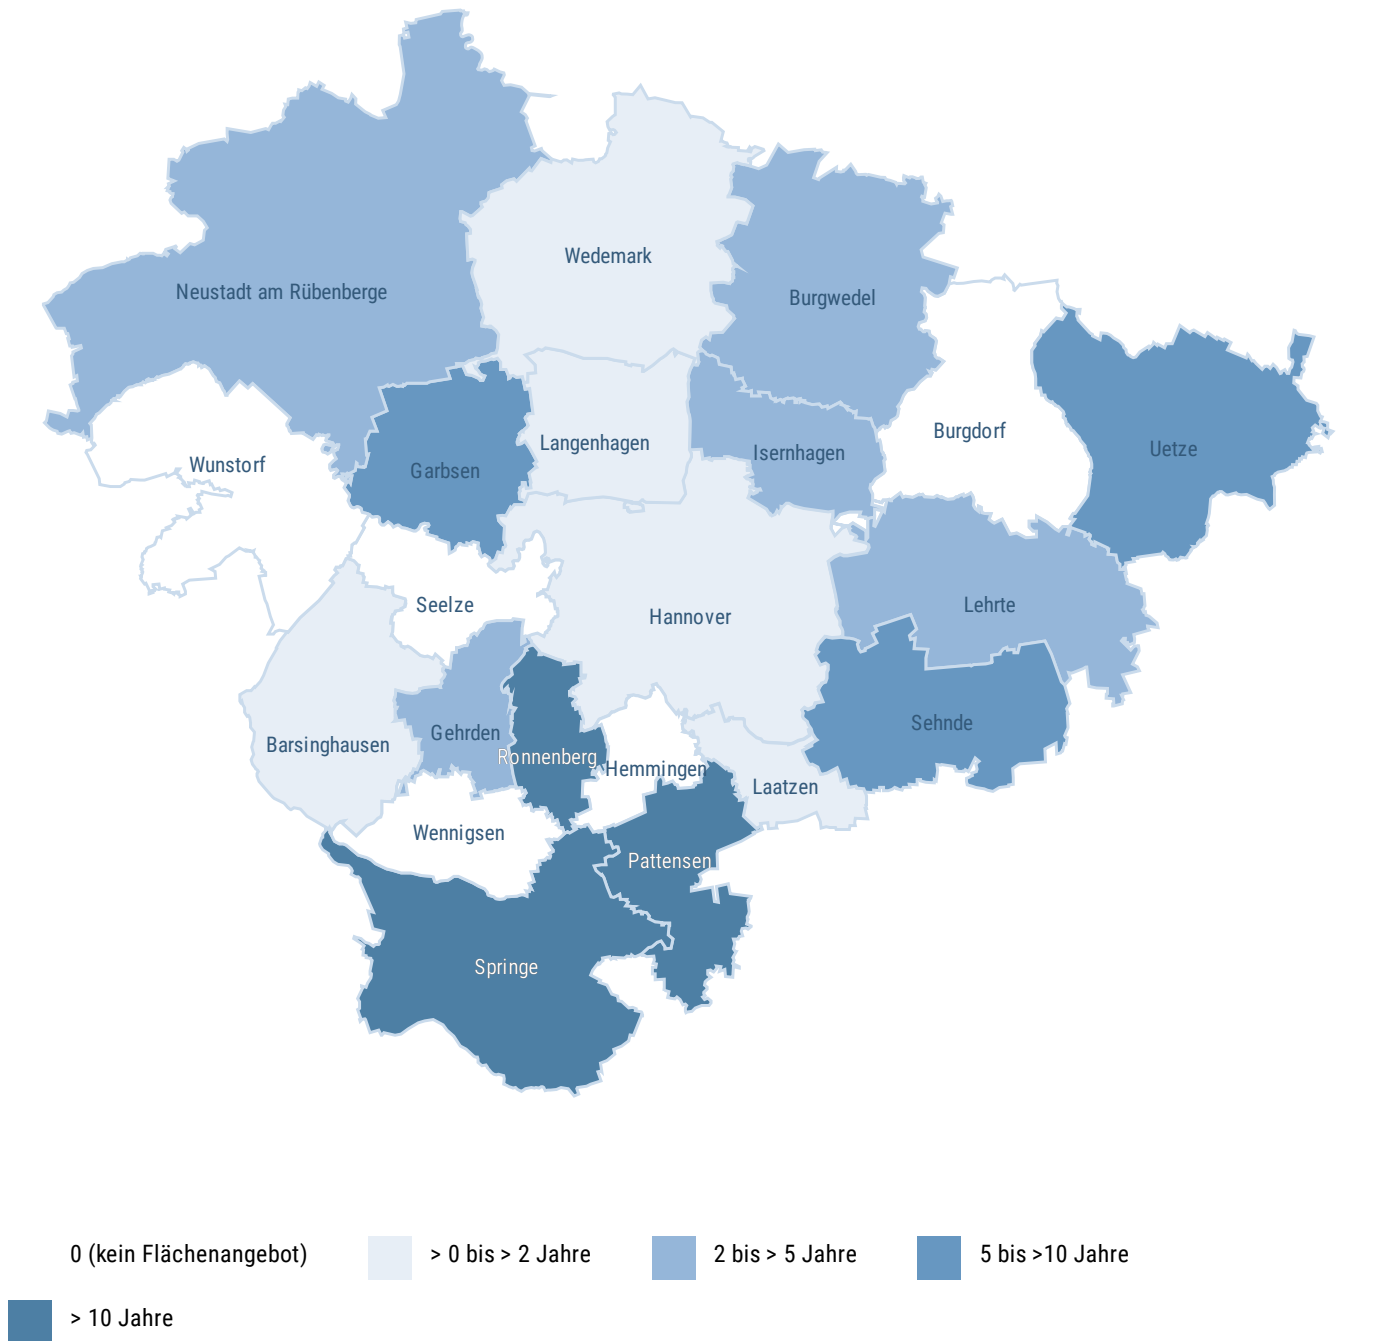 Wedemark
Neustadt am Rübenberge
Burgwedel
Burgdorf
Langenhagen
Uetze
Isernhagen
Wunstorf
Garbsen
Seelze
Lehrte
Hannover
Sehnde
Gehrden
Barsinghausen
Ronnenberg
Hemmingen
Laatzen
Wennigsen
Pattensen
Springe
0 (kein Flächenangebot)
> 0 bis > 2 Jahre
2 bis > 5 Jahre
5 bis >10 Jahre
> 10 Jahre